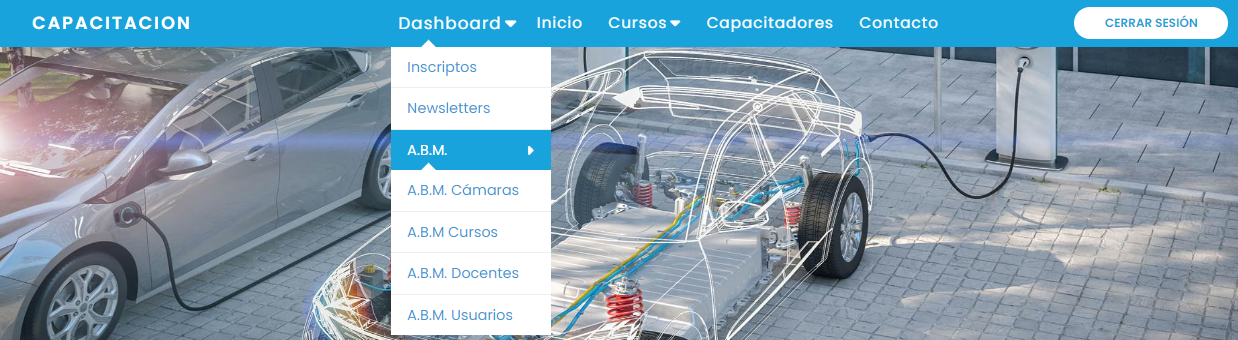 CAPACITACION
Dashboard Inicio Cursos Capacitadores Contacto
CERRAR SESIÓN
Inscriptos
Newsletters
A.B.M.
A.B.M. Cámaras
A.B.M Cursos
A.B.M. Docentes
A.B.M. Usuarios